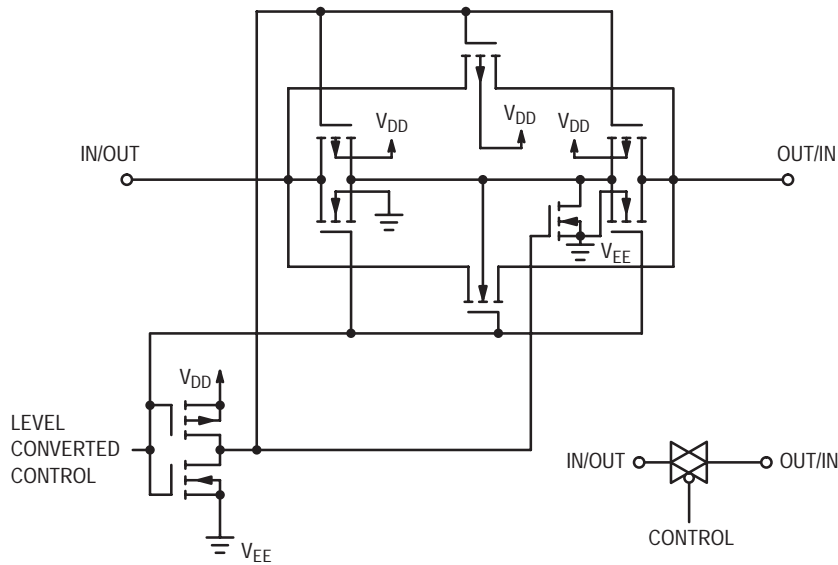 V_DD
V_DD
V_DD
IN/OUT
OUT/IN
V_EE
V_DD
LEVEL
CONVERTED
CONTROL
V_EE
IN/OUT
OUT/IN
CONTROL